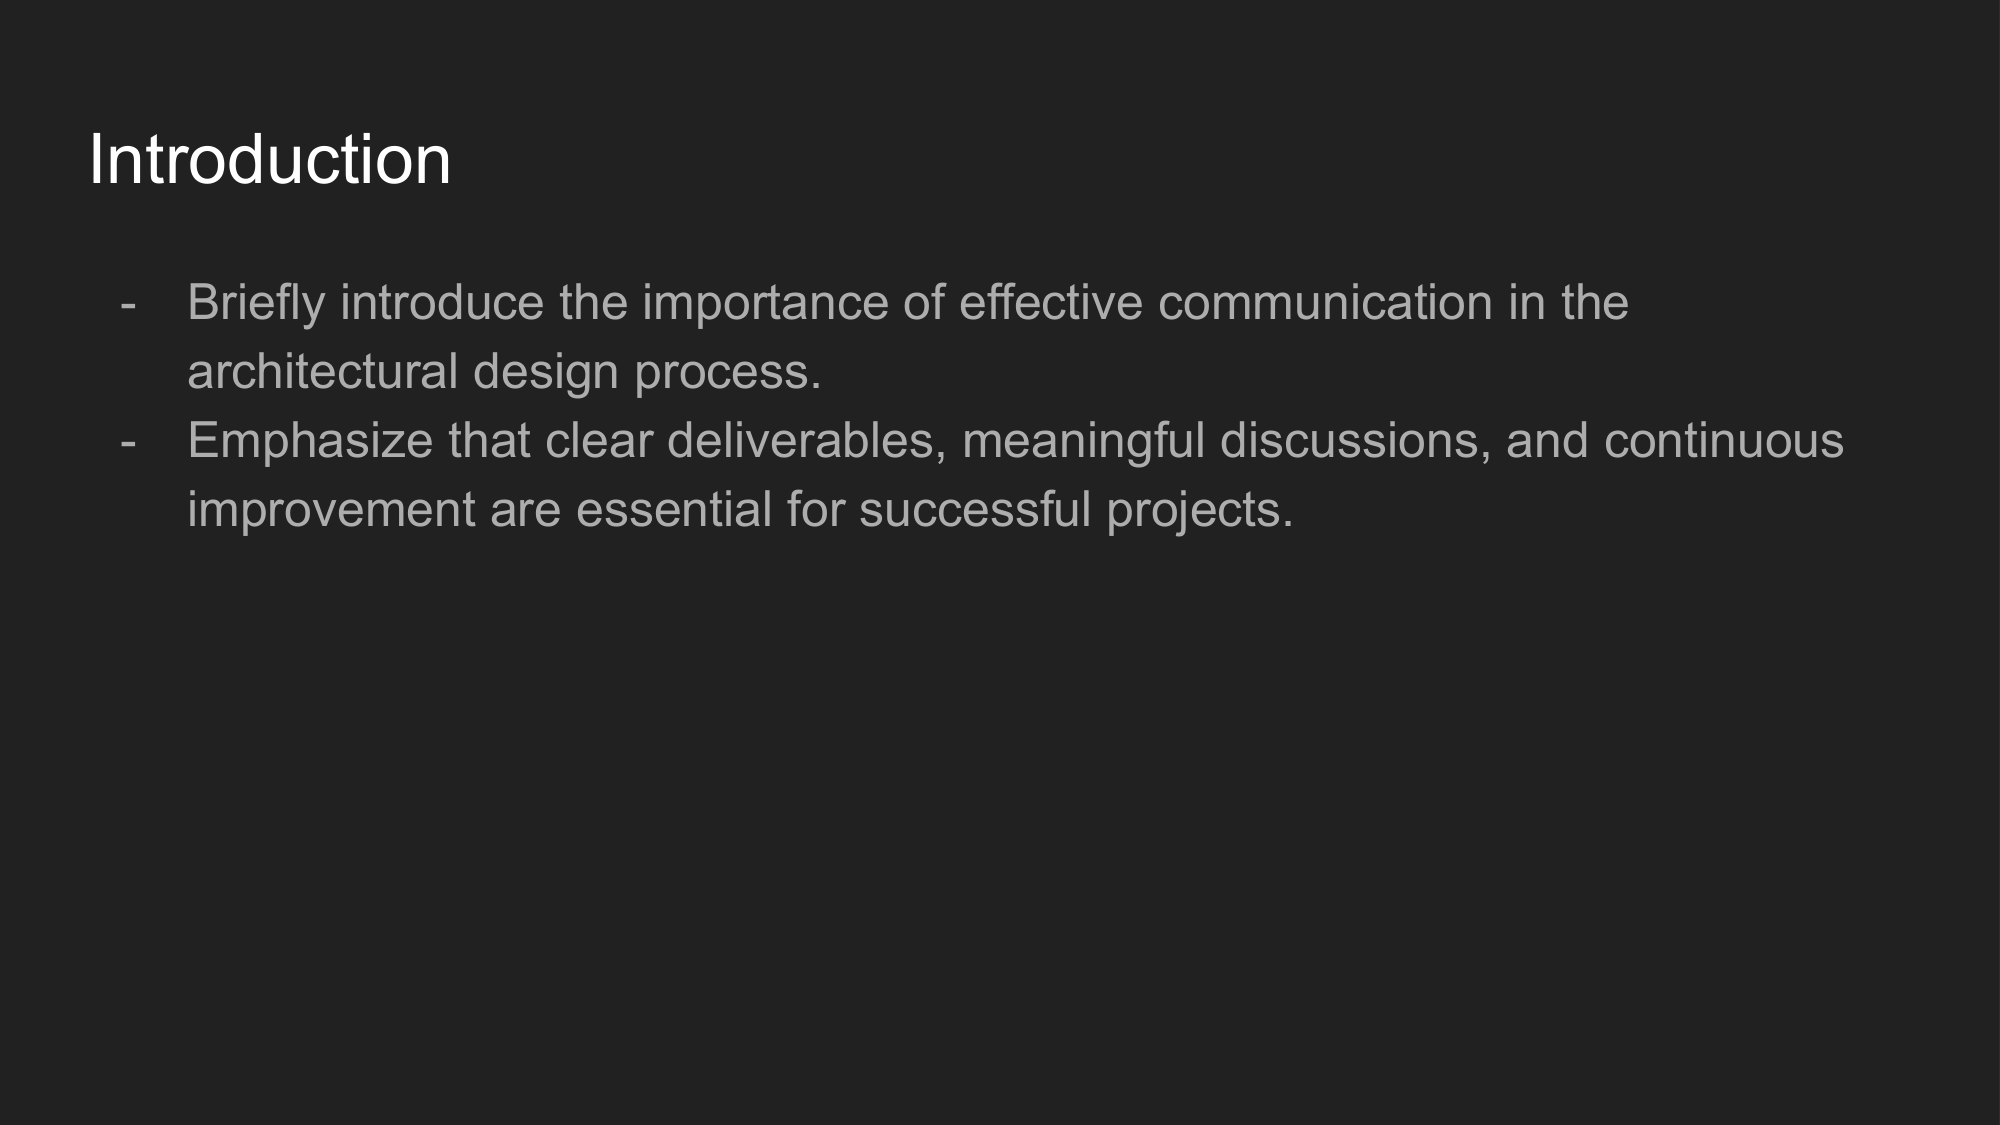 Introduction
- Briefly introduce the importance of effective communication in the
architectural design process.
- Emphasize that clear deliverables, meaningful discussions, and continuous
improvement are essential for successful projects.